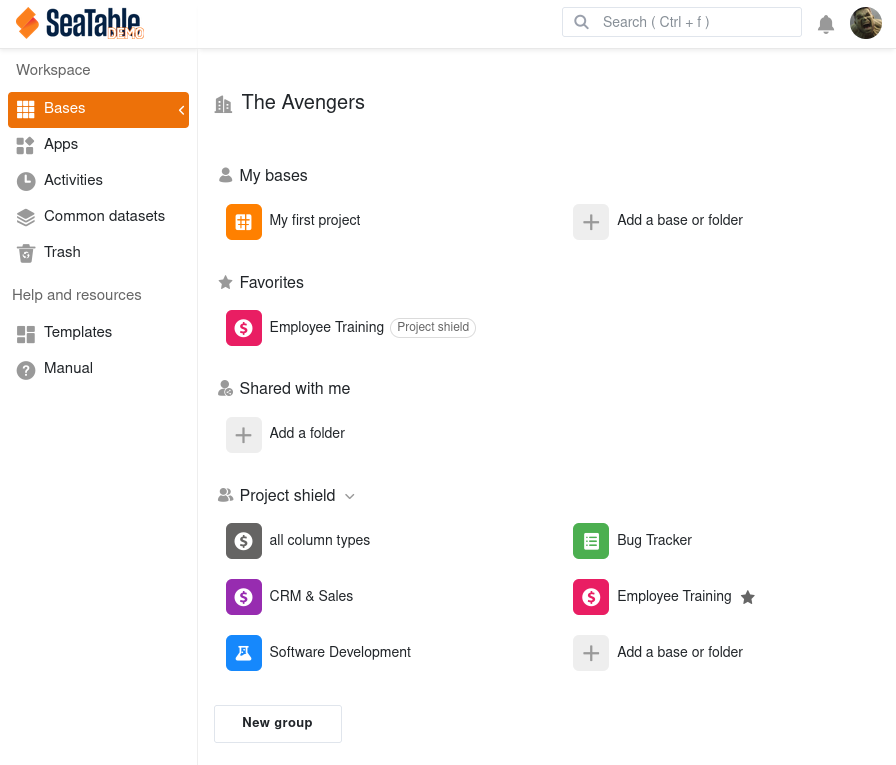 SeaTable
DEMO
Search ( Ctrl + f )
Workspace
Bases
Apps
Activities
Common datasets
Trash
Help and resources
Templates
Manual
The Avengers
My bases
My first project
Add a base or folder
Favorites
Employee Training Project shield
Shared with me
Add a folder
Project shield
all column types
Bug Tracker
CRM & Sales
Employee Training
Software Development
Add a base or folder
New group